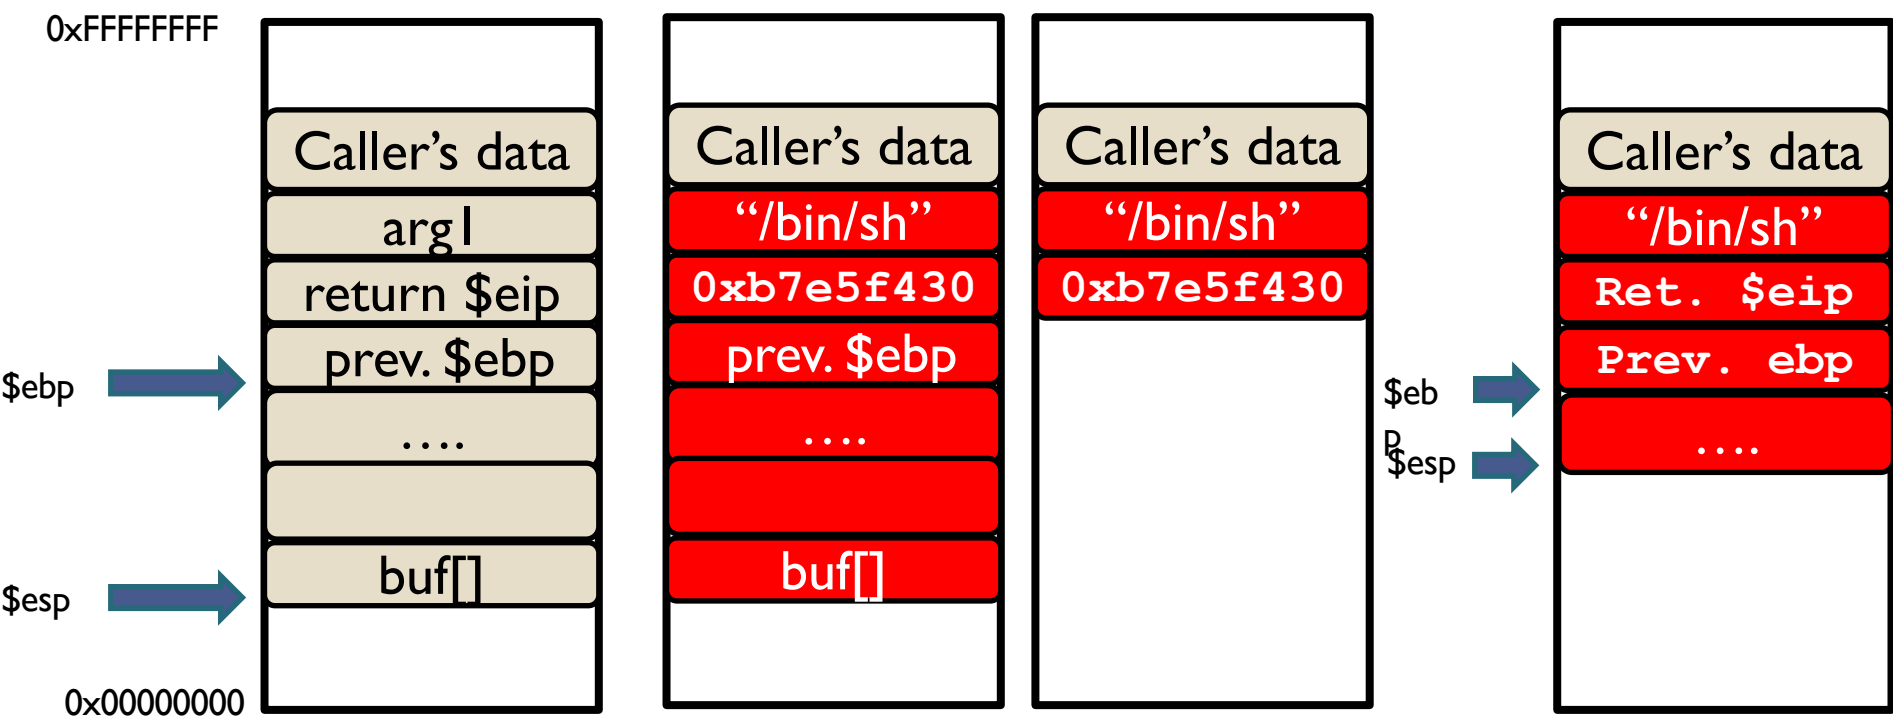 0xFFFFFFFF
Caller’s data
arg1
return $eip
prev. $ebp
$ebp
....
buf[]
$esp
0x00000000
Caller’s data
“/bin/sh”
0xb7e5f430
prev. $ebp
....
buf[]
Caller’s data
“/bin/sh”
0xb7e5f430
Caller’s data
“/bin/sh”
Ret. $eip
Prev. ebp
$eb
p
$esp
....